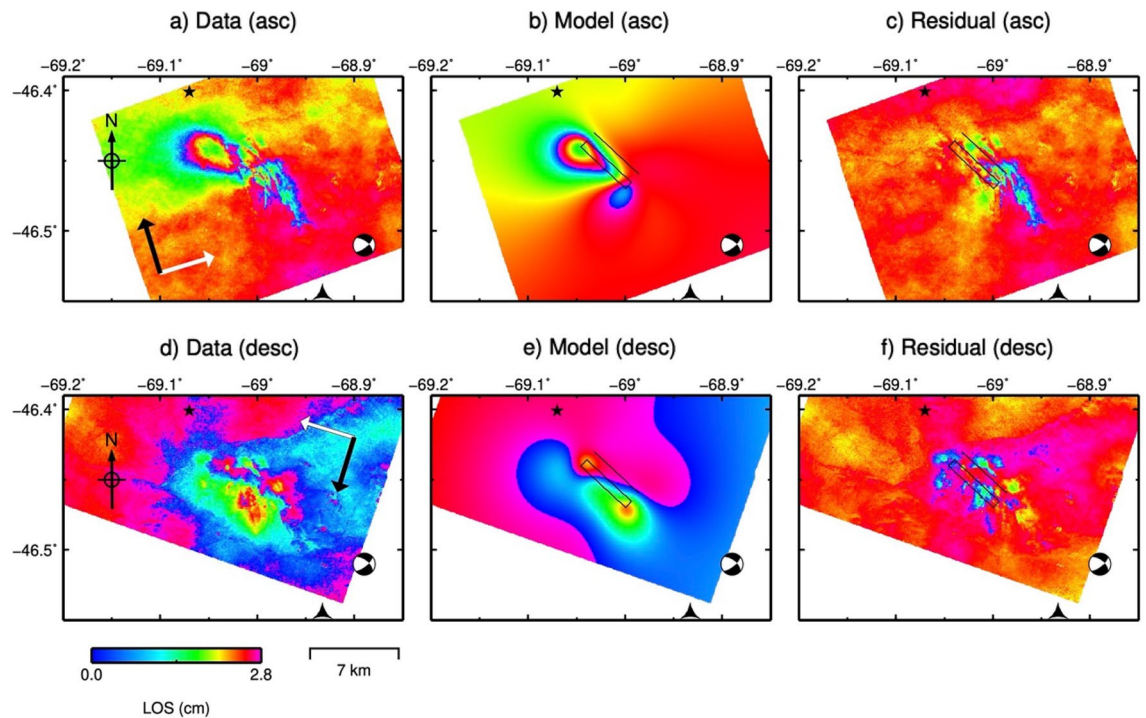 a) Data (asc) b) Model (asc) c) Residual (asc)
−69.2 −69.1 −69 −68.9 −69.2 −69.1 −69 −68.9 −69.2 −69.1 −69 −68.9
−46.4°
N
−46.5°
d) Data (desc) e) Model (desc) f) Residual (desc)
−69.2 −69.1 −69 −68.9 −69.2 −69.1 −69 −68.9 −69.2 −69.1 −69 −68.9
−46.4°
N
−46.5°
0.0 2.8 7 km
LOS (cm)